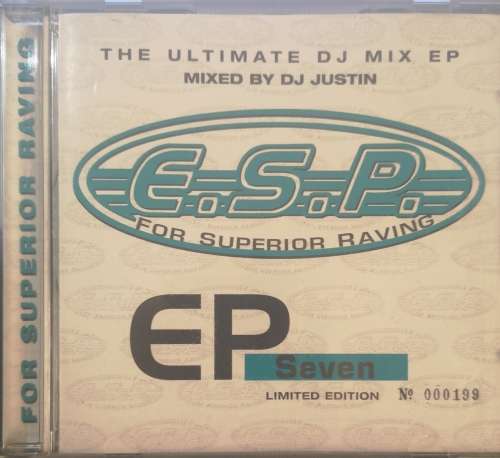 FOR SUPERIOR RAVING
THE ULTIMATE DJ MIX EP
MIXED BY DJ JUSTIN
E.S.P.
FOR SUPERIOR RAVING
EP
Seven
LIMITED EDITION № 000199